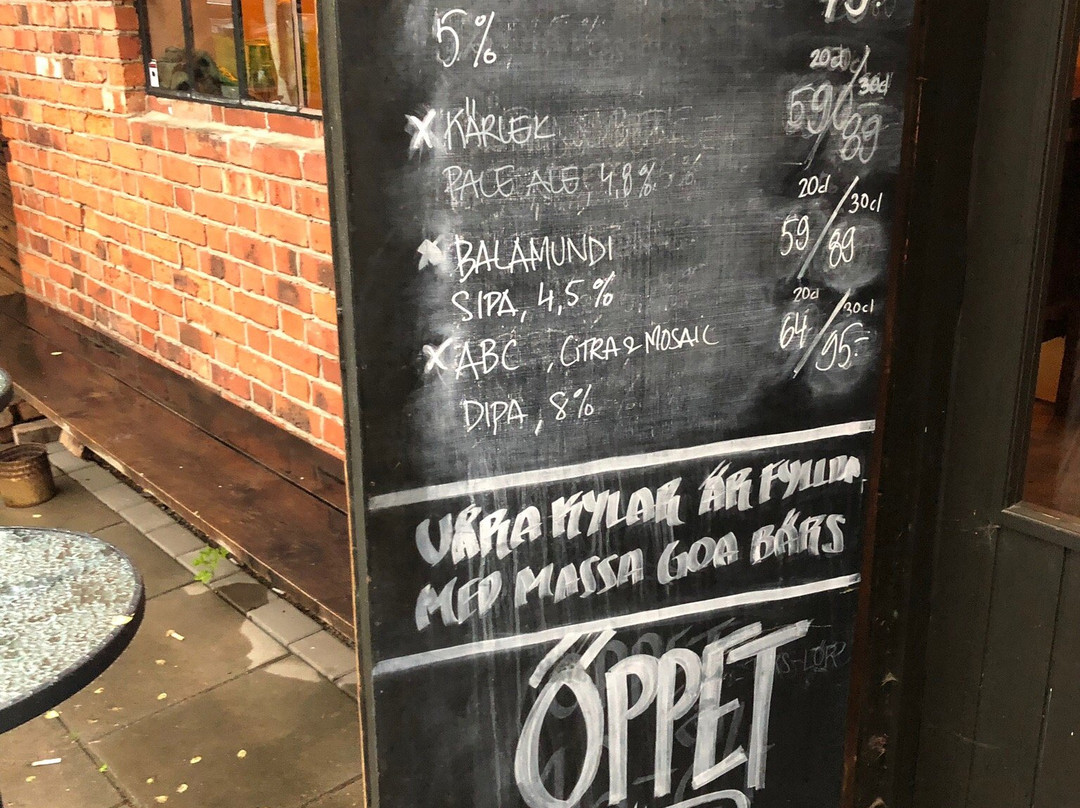 5%
X KÄRLEK 20cl/30cl
PALE ALE, 4,8% 59/89
X BALAMUNDI 20cl/30cl
SIPA, 4,5% 59/89
X ABC, CITRA & MOSAIC 20cl/30cl
DIPA, 8% 64/95:-
VÅRA KYLAR ÄR FYLLDA
MED MASSA GOA BÄRS
ÖPPET